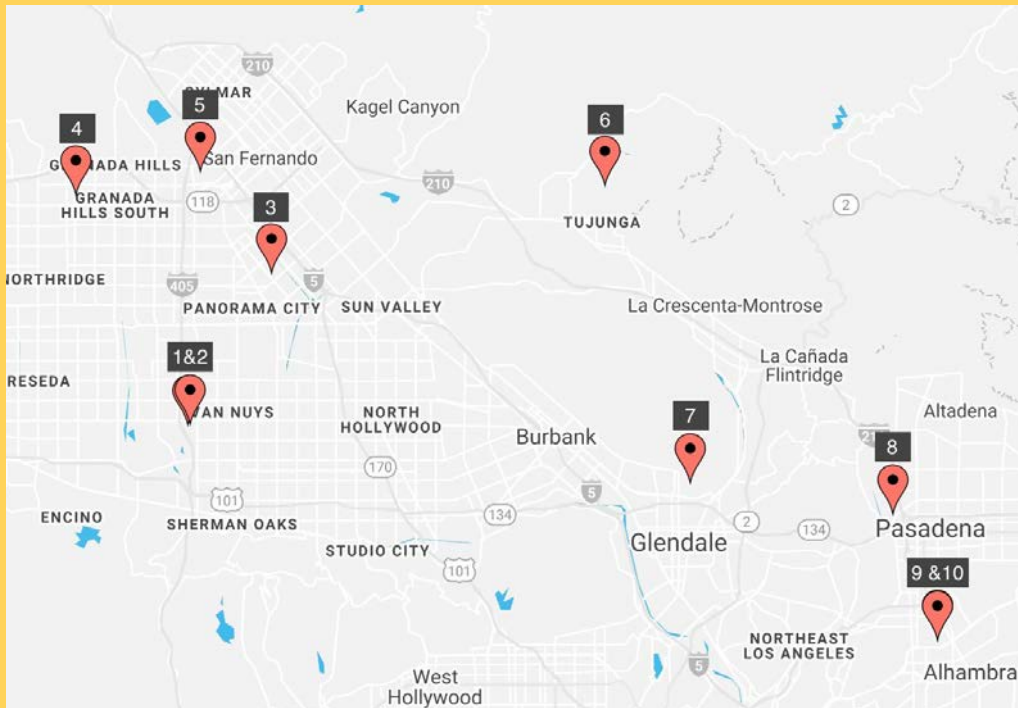 210
SYLMAR
5
Kagel Canyon
6
4
GRANADA HILLS
San Fernando
210
GRANADA
HILLS SOUTH
118
2
3
TUJUNGA
NORTHRIDGE
405
5
PANORAMA CITY
SUN VALLEY
La Crescenta-Montrose
1&2
La Cañada
Flintridge
RESEDA
VAN NUYS
NORTH
HOLLYWOOD
7
Altadena
Burbank
8
170
5
101
ENCINO
SHERMAN OAKS
134
2
134
Pasadena
STUDIO CITY
Glendale
101
9 &10
NORTHEAST
LOS ANGELES
5
West
Hollywood
Alhambra